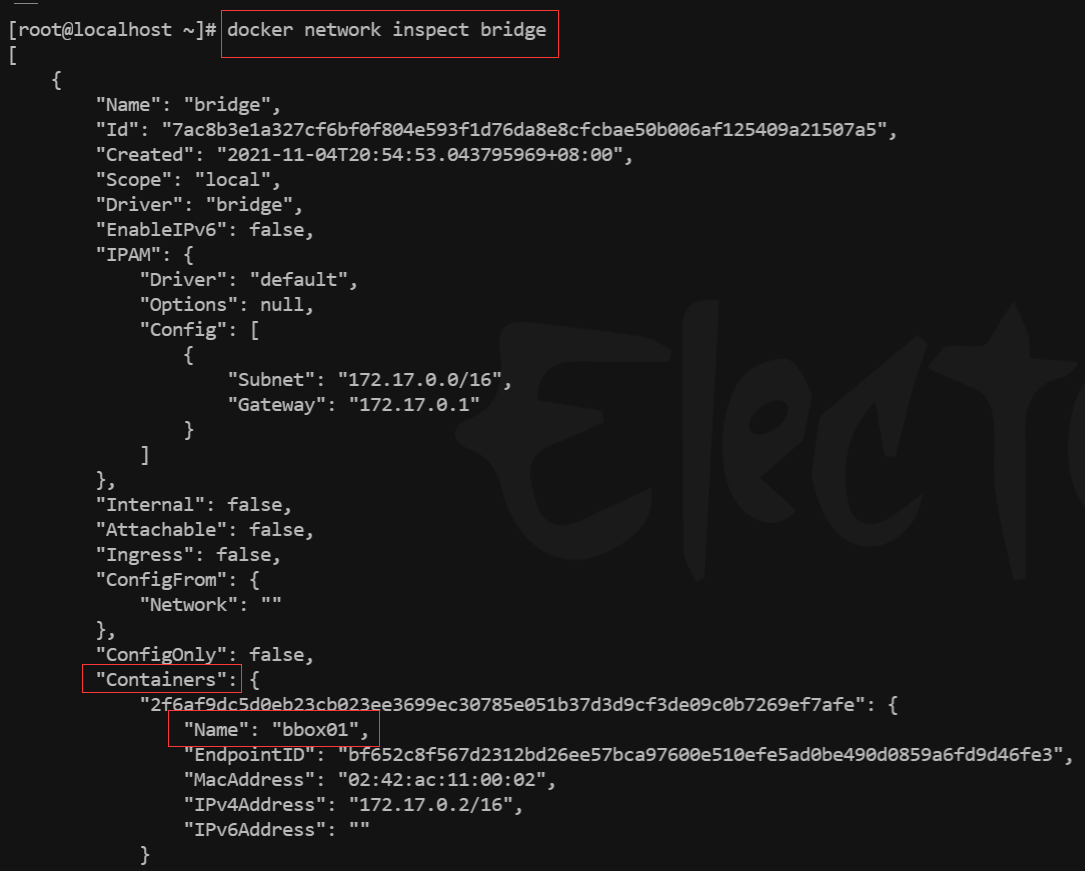 [root@localhost ~]# docker network inspect bridge
[
    {
        "Name": "bridge",
        "Id": "7ac8b3e1a327cf6bf0f804e593f1d76da8e8cfcbae50b006af125409a21507a5",
        "Created": "2021-11-04T20:54:53.043795969+08:00",
        "Scope": "local",
        "Driver": "bridge",
        "EnableIPv6": false,
        "IPAM": {
            "Driver": "default",
            "Options": null,
            "Config": [
                {
                    "Subnet": "172.17.0.0/16",
                    "Gateway": "172.17.0.1"
                }
            ]
        },
        "Internal": false,
        "Attachable": false,
        "Ingress": false,
        "ConfigFrom": {
            "Network": ""
        },
        "ConfigOnly": false,
        "Containers": {
            "2f6af9dc5d0eb23cb023ee3699ec30785e051b37d3d9cf3de09c0b7269ef7afe": {
                "Name": "bbox01",
                "EndpointID": "bf652c8f567d2312bd26ee57bca97600e510efe5ad0be490d0859a6fd9d46fe3",
                "MacAddress": "02:42:ac:11:00:02",
                "IPv4Address": "172.17.0.2/16",
                "IPv6Address": ""
            }